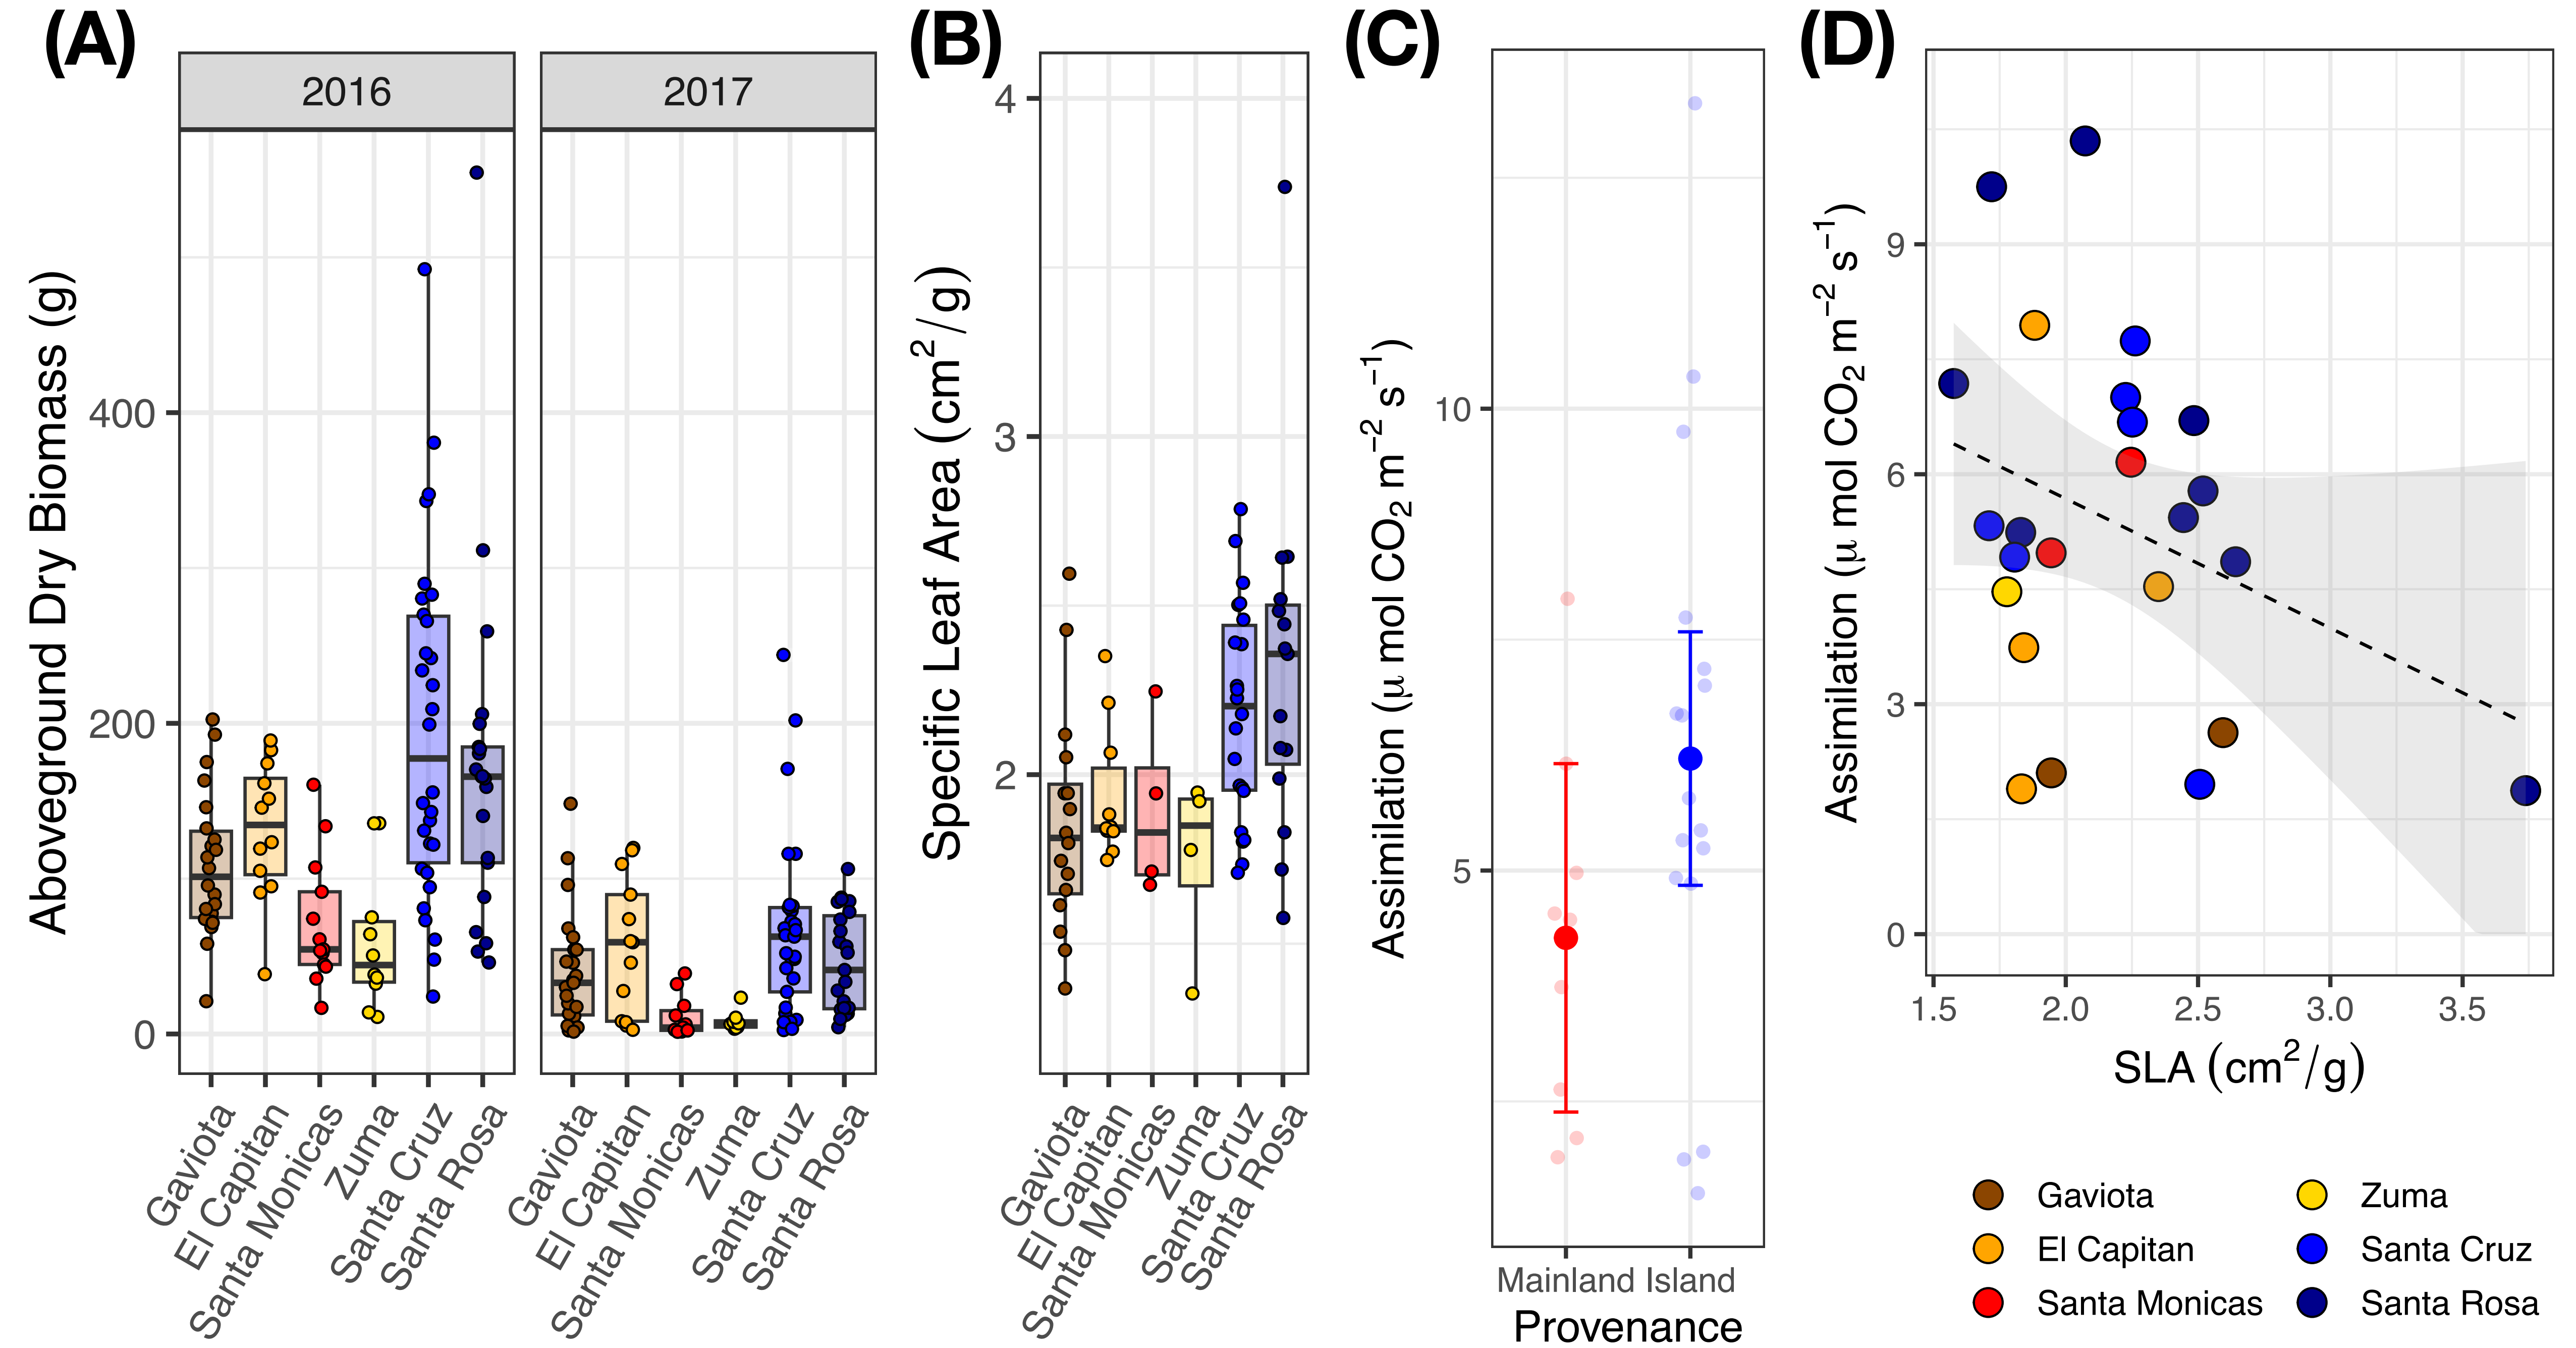 (A)
2016
2017
Aboveground Dry Biomass (g)
400
200
0
Gaviota
El Capitan
Santa Monicas
Zuma
Santa Cruz
Santa Rosa
Gaviota
El Capitan
Santa Monicas
Zuma
Santa Cruz
Santa Rosa
(B)
Specific Leaf Area (cm²/g)
4
3
2
Gaviota
El Capitan
Santa Monicas
Zuma
Santa Cruz
Santa Rosa
(C)
Assimilation (μ mol CO₂ m⁻² s⁻¹)
10
5
Mainland Island
Provenance
(D)
Assimilation (μ mol CO₂ m⁻² s⁻¹)
9
6
3
0
1.5 2.0 2.5 3.0 3.5
SLA (cm²/g)
Gaviota
El Capitan
Santa Monicas
Zuma
Santa Cruz
Santa Rosa